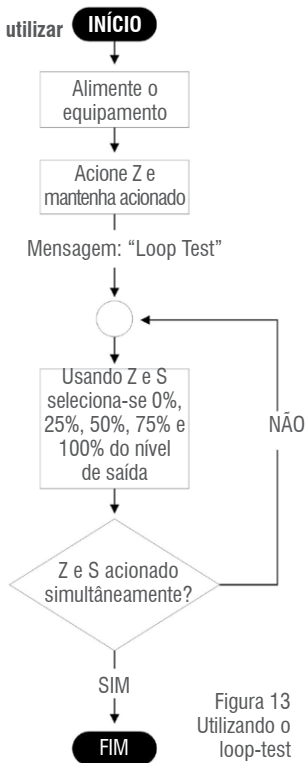 utilizar
INÍCIO
Alimente o
equipamento
Acione Z e
mantenha acionado
Mensagem: “Loop Test”
Usando Z e S
seleciona-se 0%,
25%, 50%, 75% e
100% do nível
de saída
NÃO
Z e S acionado
simultâneamente?
SIM
FIM
Figura 13
Utilizando o
loop-test